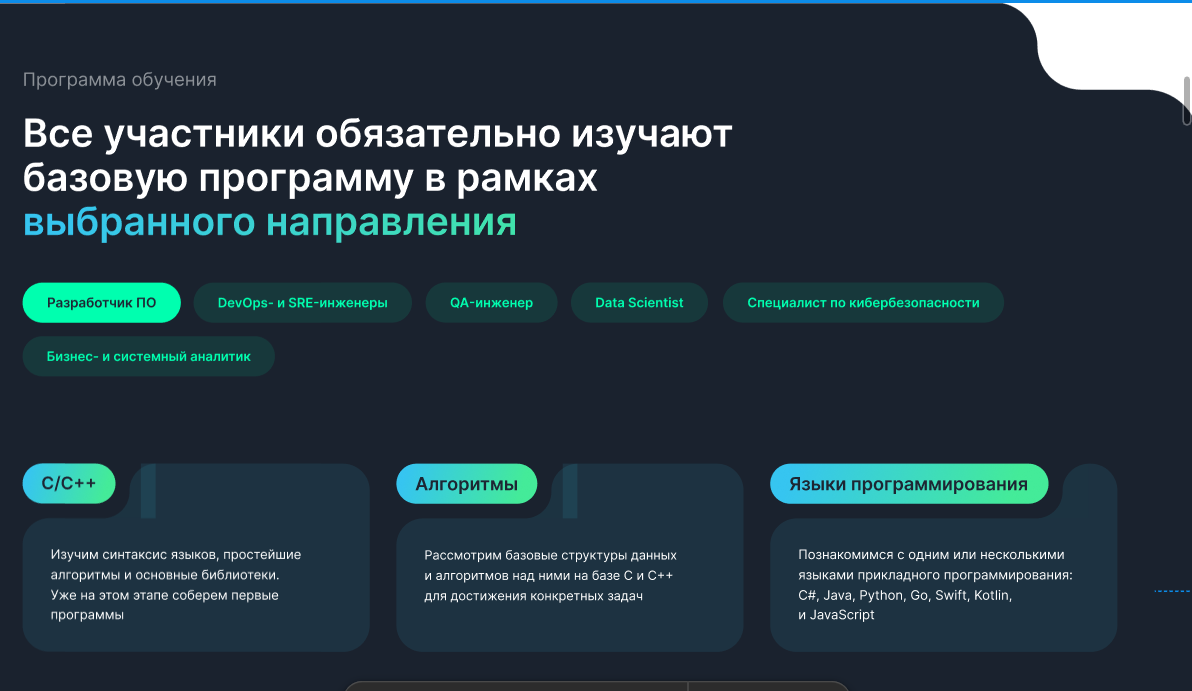 Программа обучения
Все участники обязательно изучают
базовую программу в рамках
выбранного направления
Разработчик ПО
DevOps- и SRE-инженеры
QA-инженер
Data Scientist
Специалист по кибербезопасности
Бизнес- и системный аналитик
C/C++
Изучим синтаксис языков, простейшие
алгоритмы и основные библиотеки.
Уже на этом этапе соберем первые
программы
Алгоритмы
Рассмотрим базовые структуры данных
и алгоритмов над ними на базе C и C++
для достижения конкретных задач
Языки программирования
Познакомимся с одним или несколькими
языками прикладного программирования:
C#, Java, Python, Go, Swift, Kotlin,
и JavaScript